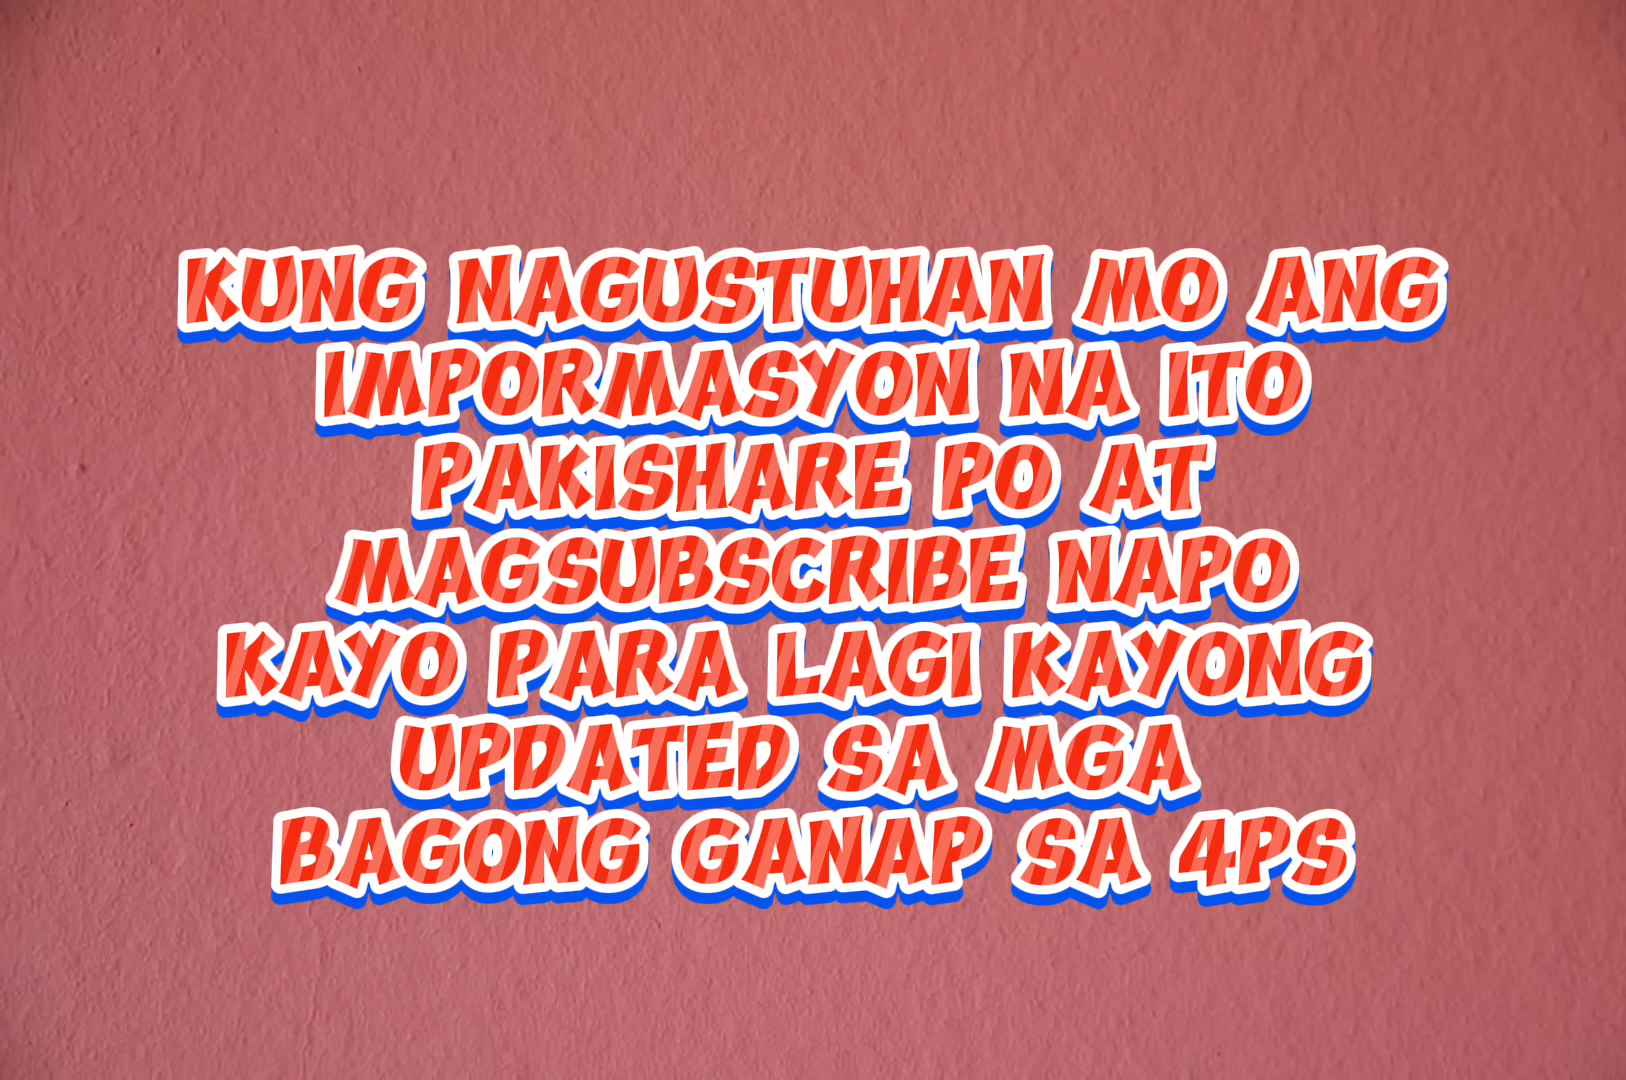 KUNG NAGUSTUHAN MO ANG
IMPORMASYON NA ITO
PAKISHARE PO AT
MAGSUBSCRIBE NAPO
KAYO PARA LAGI KAYONG
UPDATED SA MGA
BAGONG GANAP SA 4PS